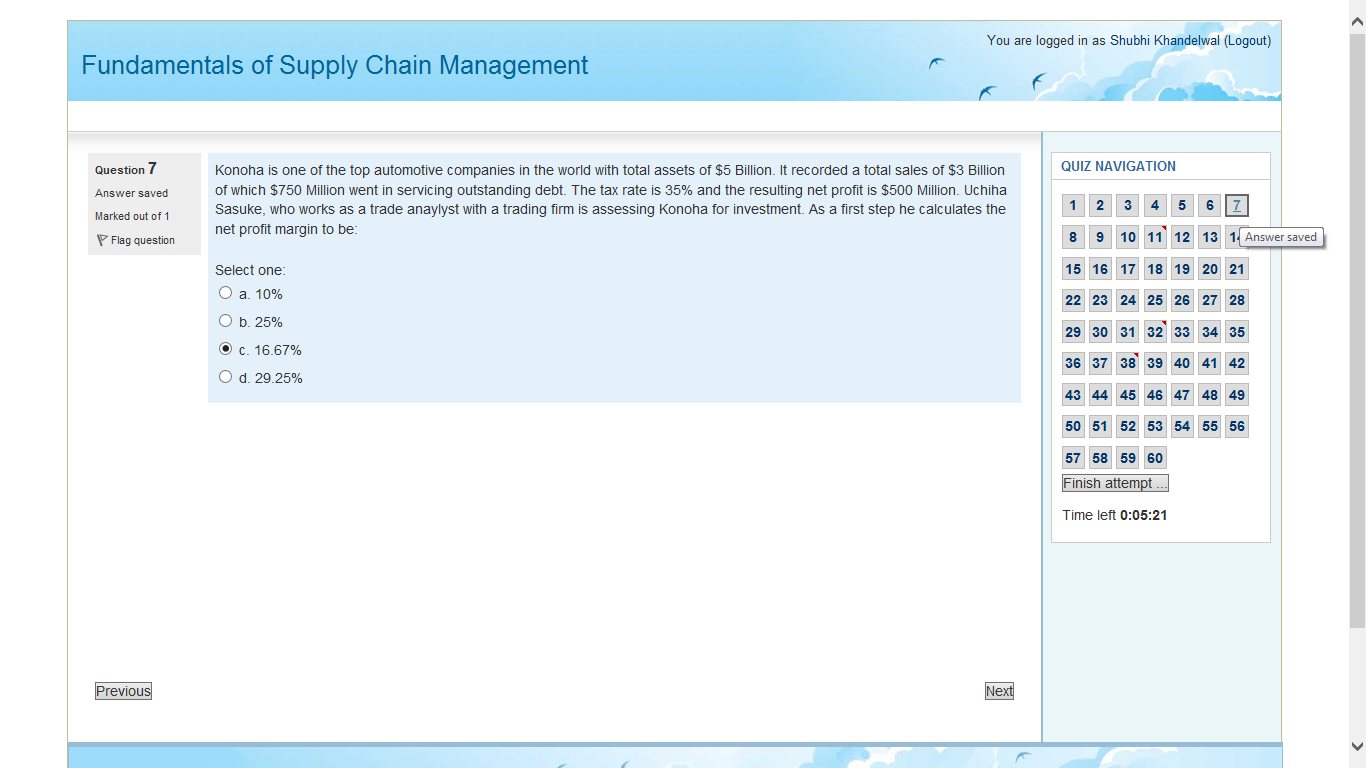 You are logged in as Shubhi Khandelwal (Logout)
Fundamentals of Supply Chain Management
Question 7
Answer saved
Marked out of 1
Flag question
Konoha is one of the top automotive companies in the world with total assets of $5 Billion. It recorded a total sales of $3 Billion
of which $750 Million went in servicing outstanding debt. The tax rate is 35% and the resulting net profit is $500 Million. Uchiha
Sasuke, who works as a trade anaylyst with a trading firm is assessing Konoha for investment. As a first step he calculates the
net profit margin to be:
Select one:
a. 10%
b. 25%
c. 16.67%
d. 29.25%
Previous
Next
QUIZ NAVIGATION
1 2 3 4 5 6 7
8 9 10 11 12 13 14
Answer saved
15 16 17 18 19 20 21
22 23 24 25 26 27 28
29 30 31 32 33 34 35
36 37 38 39 40 41 42
43 44 45 46 47 48 49
50 51 52 53 54 55 56
57 58 59 60
Finish attempt ...
Time left 0:05:21